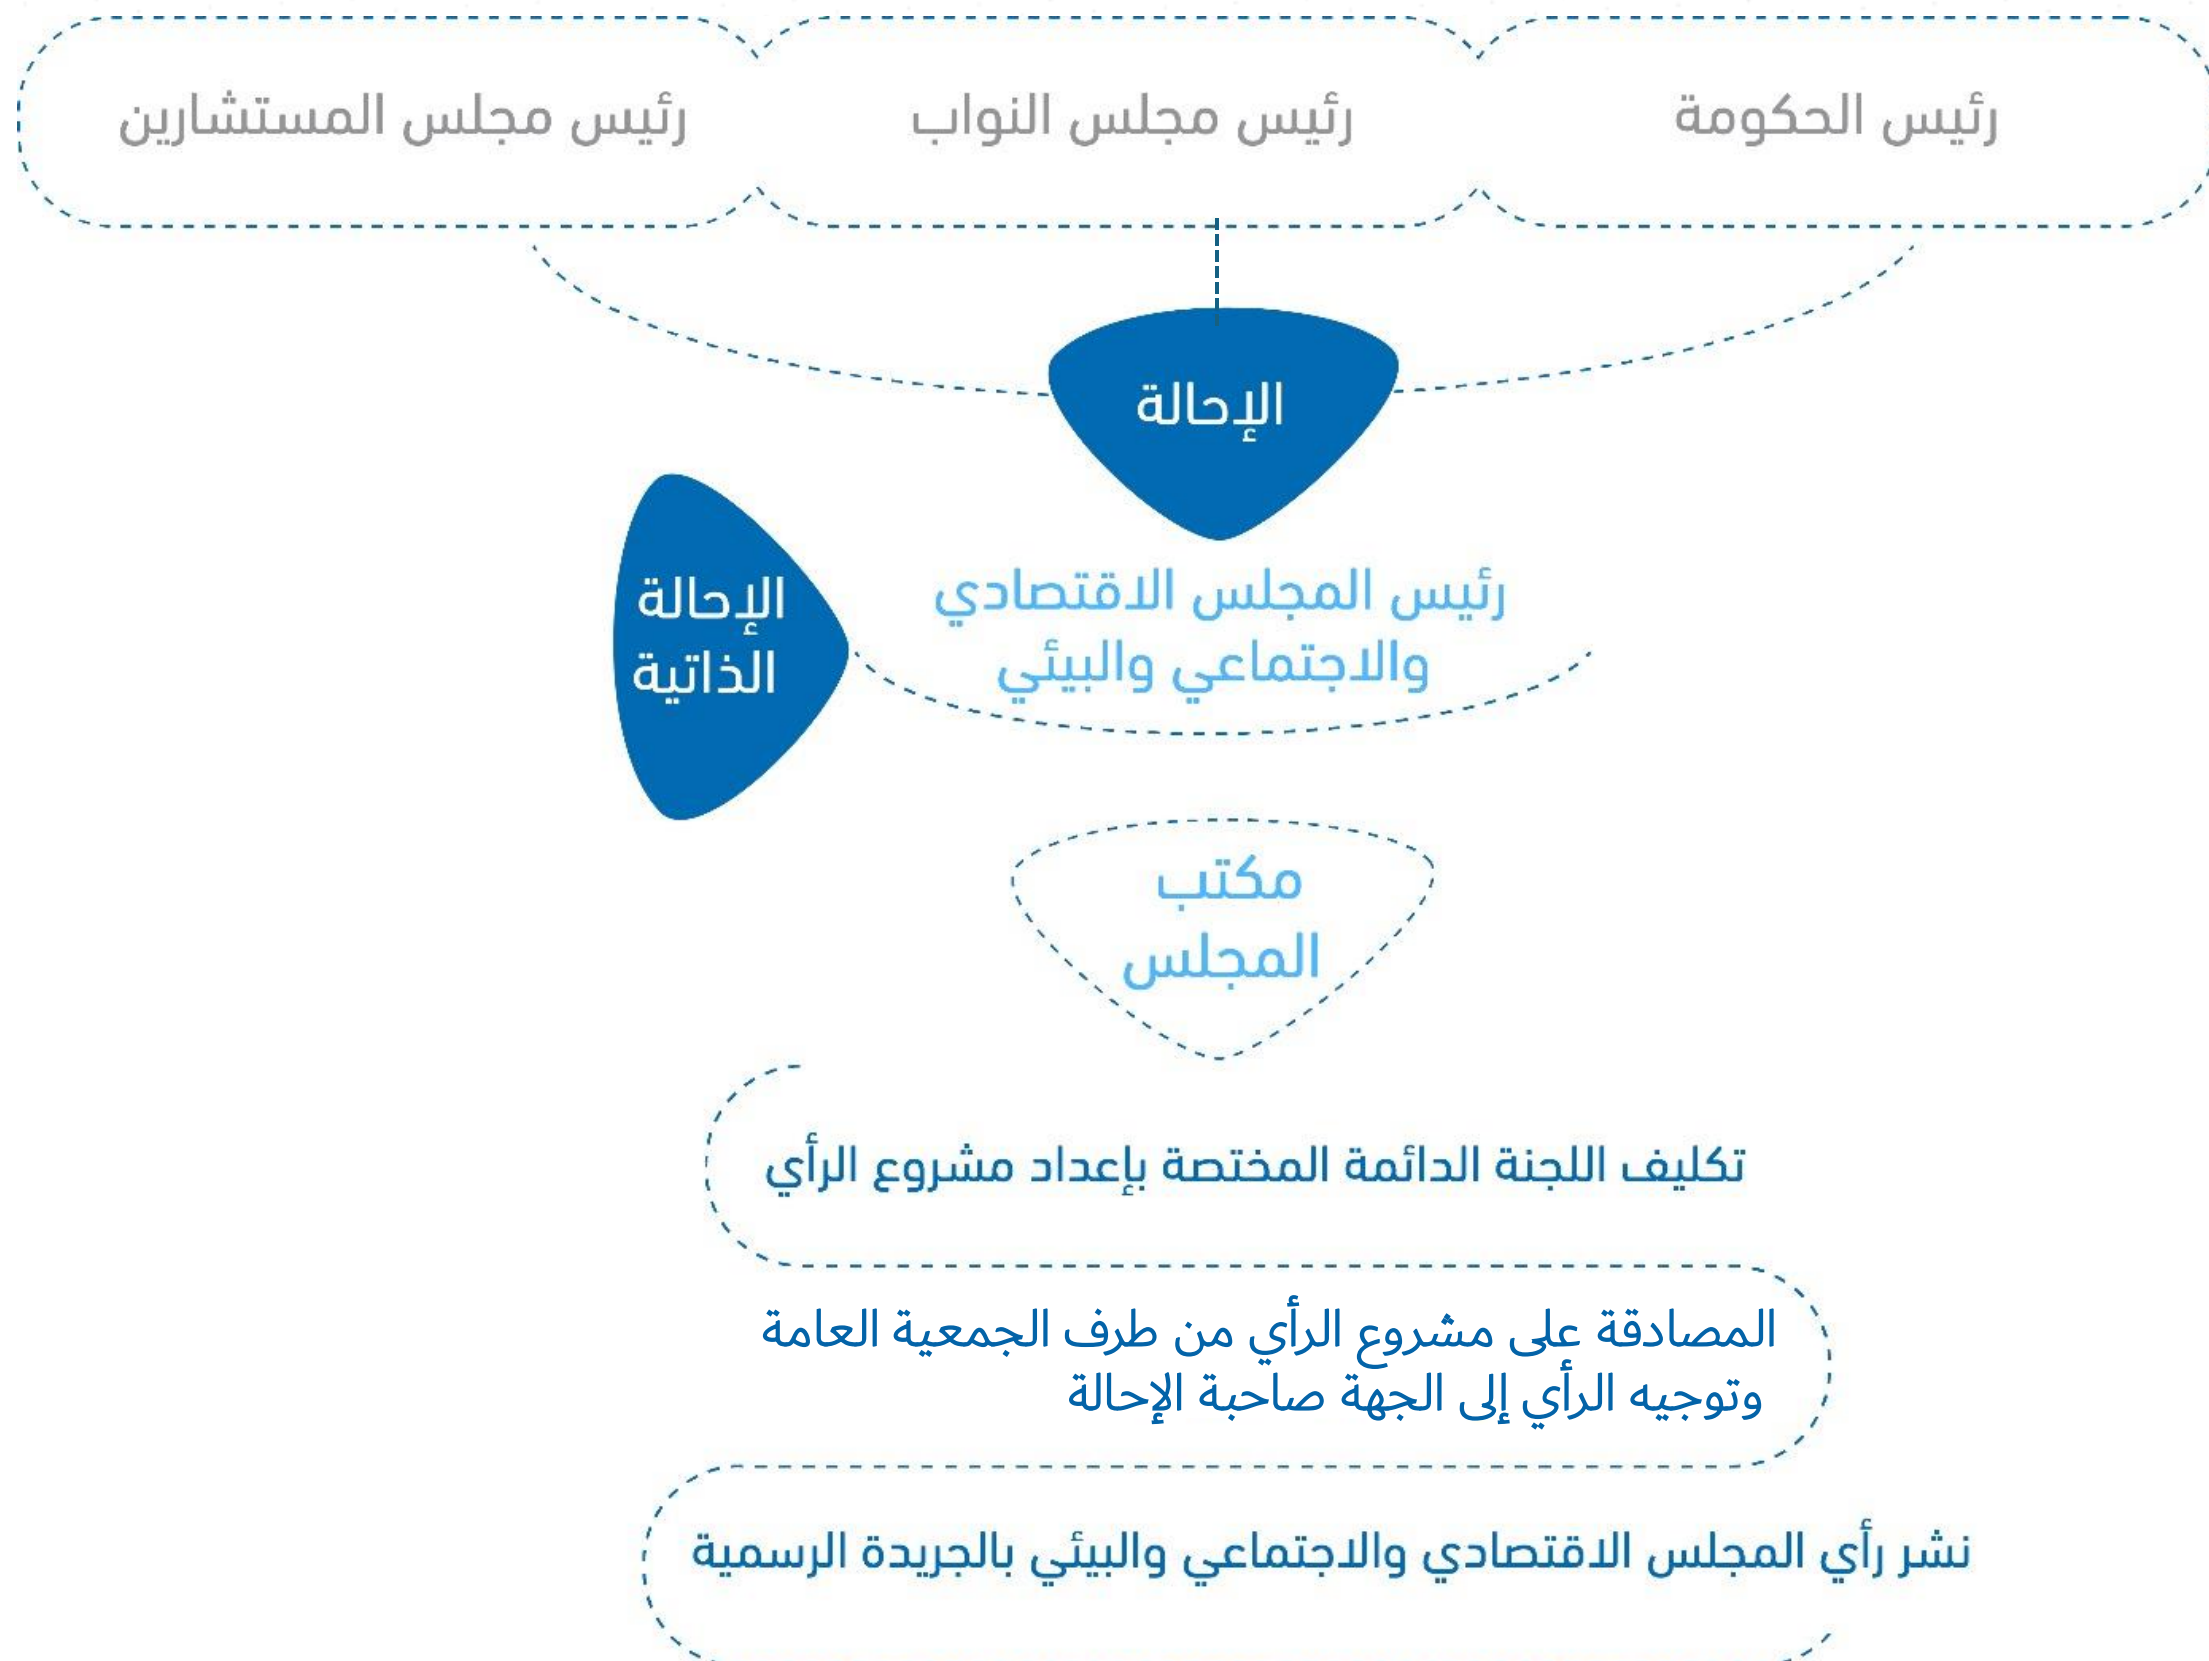 رئيس الحكومة
رئيس مجلس النواب
رئيس مجلس المستشارين
الإحالة
رئيس المجلس الاقتصادي
والاجتماعي والبيئي
الإحالة
الذاتية
مكتب
المجلس
تكليف اللجنة الدائمة المختصة بإعداد مشروع الرأي
المصادقة على مشروع الرأي من طرف الجمعية العامة
وتوجيه الرأي إلى الجهة صاحبة الإحالة
نشر رأي المجلس الاقتصادي والاجتماعي والبيئي بالجريدة الرسمية